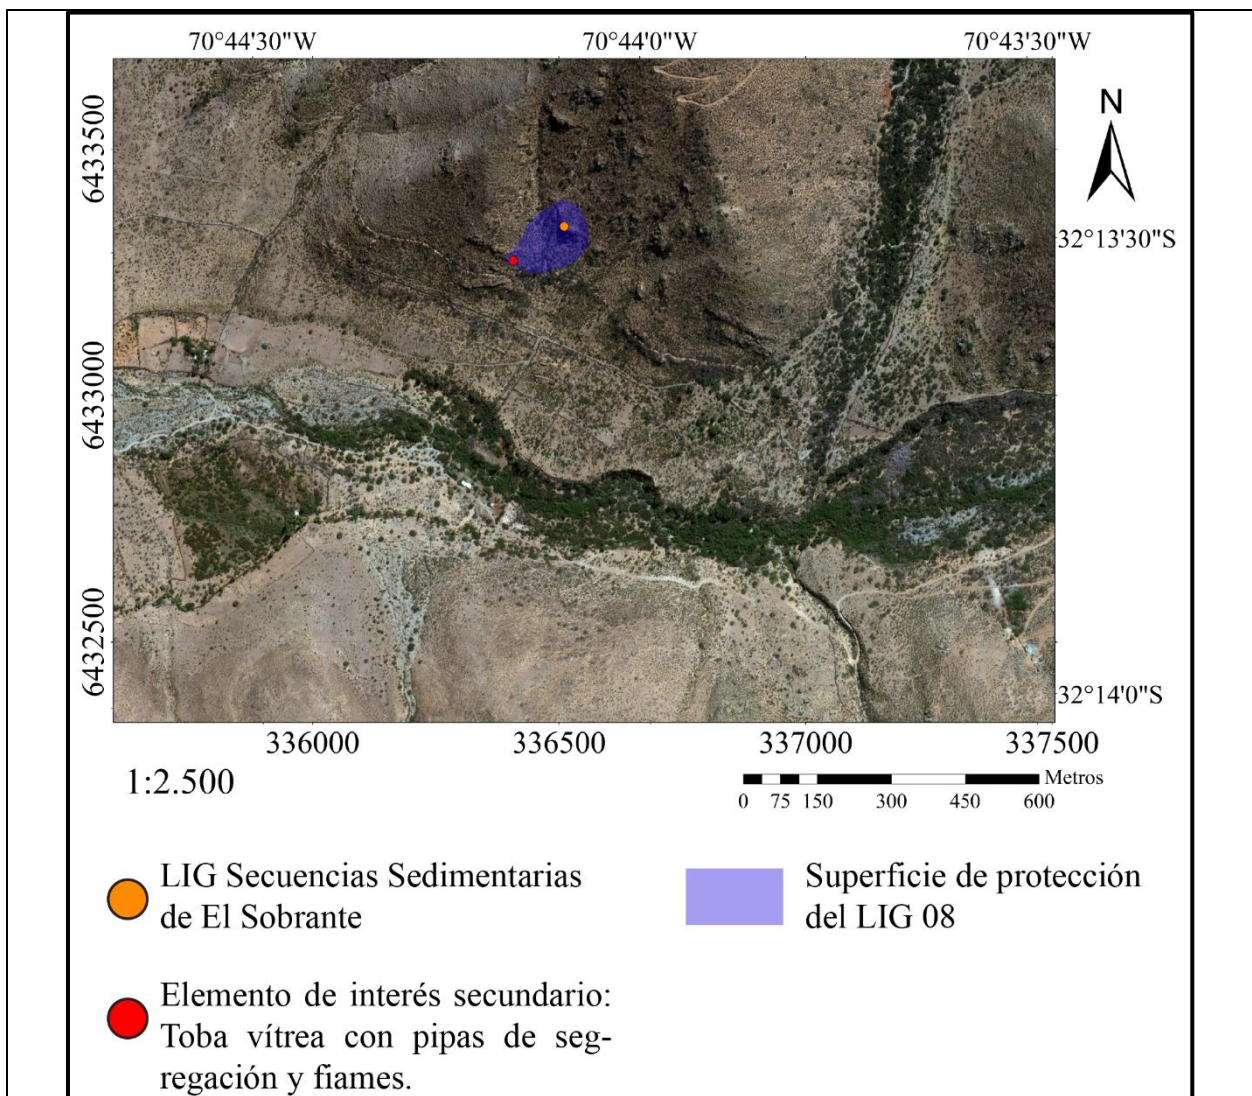 70°44'30"W
70°44'0"W
70°43'30"W
N
6433500
6433000
6432500
32°13'30"S
32°14'0"S
336000
336500
337000
337500
1:2.500
Metros
0 75 150 300 450 600
LIG Secuencias Sedimentarias
de El Sobrante
Superficie de protección
del LIG 08
Elemento de interés secundario:
Toba vítrea con pipas de seg-
regación y fiames.